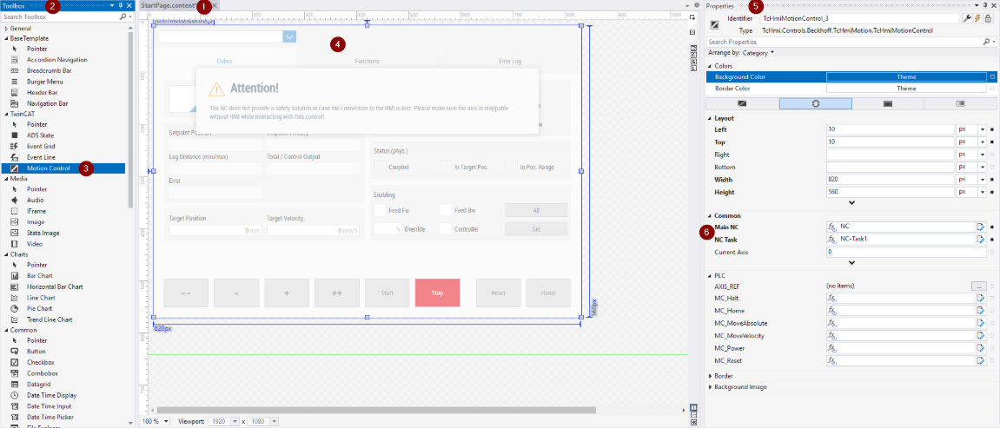 Toolbox
2
Search Toolbox
General
BaseTemplate
Pointer
Accordion Navigation
Breadcrumb Bar
Burger Menu
Header Bar
Navigation Bar
TwinCAT
Pointer
ADS State
Event Grid
Event Line
Motion Control
3
Media
Pointer
Audio
IFrame
Image
State Image
Video
Charts
Pointer
Bar Chart
Horizontal Bar Chart
Line Chart
Pie Chart
Trend Line Chart
Common
Pointer
Button
Checkbox
Combobox
Datagrid
Date Time Display
Date Time Input
Date Time Picker
StartPage.content*
1
4
Online
Functions
Error Log
Attention!
The NC does not provide a safety solution in case the connection to the HMI is lost. Please make sure the axis is stoppable
without HMI while interacting with this control!
Lag Distance (min/max)
Total / Control Output
Error
Target Position
Target Velocity
0 mm
0 mm/s
Status (phys.)
Coupled
In Target Pos.
In Pos. Range
Enabling
Feed Fw
Feed Bw
All
% Override
Controller
Set
--
-
+
++
Start
Stop
Reset
Home
820px
560px
100 %
Viewport:
1920
x
1080
Properties
5
Identifier
TcHmiMotionControl_3
Type
TcHmi.Controls.Beckhoff.TcHmiMotion.TcHmiMotionControl
Search Properties
Arrange by: Category
Colors
Background Color
Theme
Border Color
Theme
Layout
Left
10
px
Top
10
px
Right
px
Bottom
px
Width
820
px
Height
560
px
Common
6
Main NC
NC
NC Task
NC-Task1
Current Axis
0
PLC
AXIS_REF
(no items)
...
MC_Halt
MC_Home
MC_MoveAbsolute
MC_MoveVelocity
MC_Power
MC_Reset
Border
Background Image